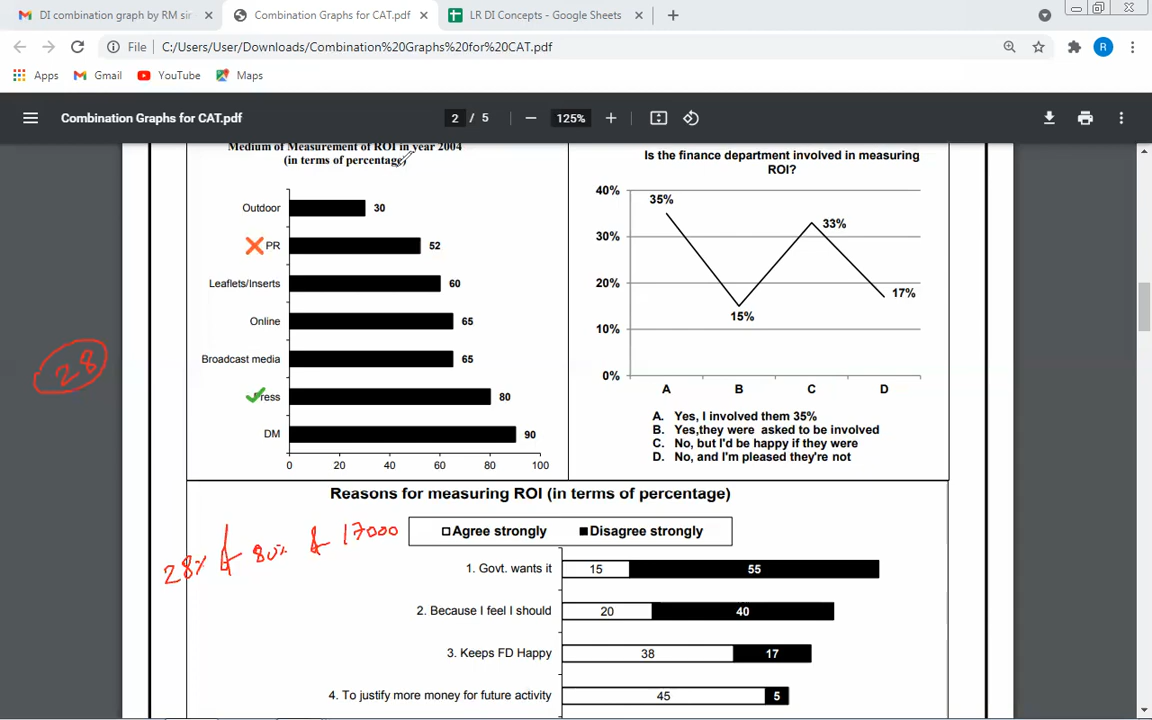 DI combination graph by RM sir
Combination Graphs for CAT.pdf
LR DI Concepts - Google Sheets
File
C:/Users/User/Downloads/Combination%20Graphs%20for%20CAT.pdf
R
Apps
Gmail
YouTube
Maps
Combination Graphs for CAT.pdf
2 / 5
125%
Medium of Measurement of ROI in year 2004
(in terms of percentage)
Outdoor 30
PR 52
Leaflets/Inserts 60
Online 65
Broadcast media 65
Press 80
DM 90
0 20 40 60 80 100
Is the finance department involved in measuring
ROI?
40%
30%
20%
10%
0%
35%
15%
33%
17%
A B C D
A. Yes, I involved them 35%
B. Yes,they were asked to be involved
C. No, but I'd be happy if they were
D. No, and I'm pleased they're not
28
Reasons for measuring ROI (in terms of percentage)
28% of 80% of 17000
Agree strongly Disagree strongly
1. Govt. wants it 15 55
2. Because I feel I should 20 40
3. Keeps FD Happy 38 17
4. To justify more money for future activity 45 5